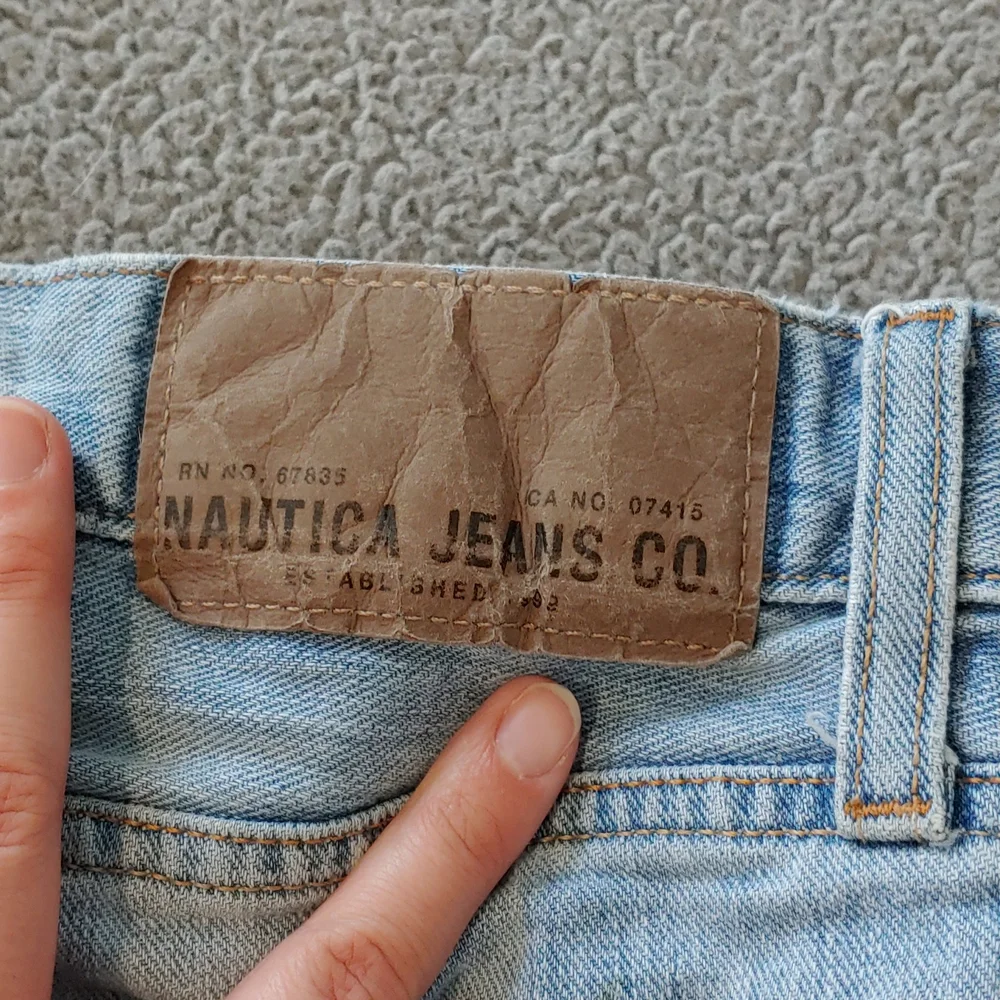 RN NO. 67835
CA NO. 07415
NAUTICA JEANS CO.
ESTABLISHED